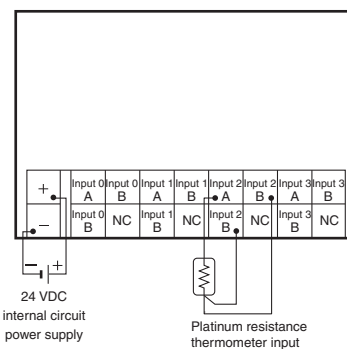 + Input 0 A Input 0 B Input 1 A Input 1 B Input 2 A Input 2 B Input 3 A Input 3 B
− Input 0 B NC Input 1 B NC Input 2 B NC Input 3 B NC
− +
24 VDC
internal circuit
power supply
Platinum resistance
thermometer input